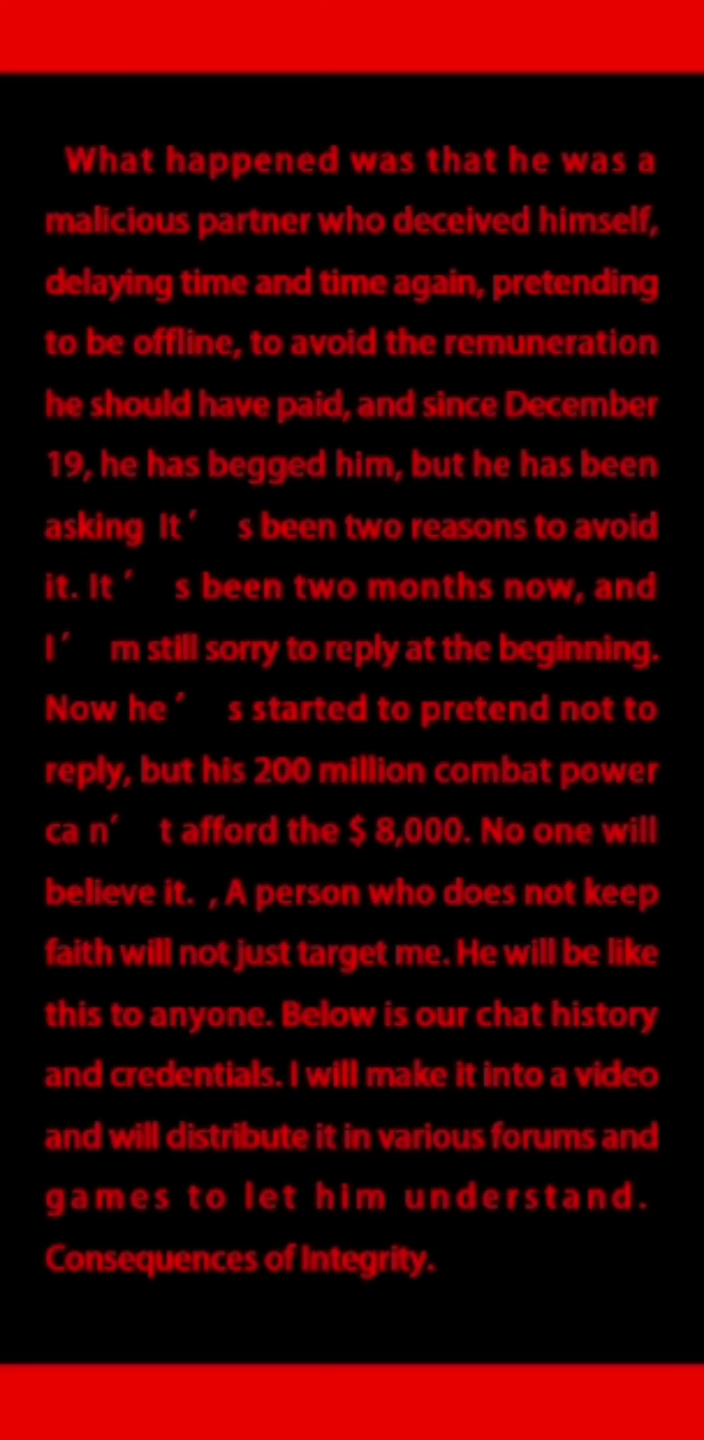 What happened was that he was a
malicious partner who deceived himself,
delaying time and time again, pretending
to be offline, to avoid the remuneration
he should have paid, and since December
19, he has begged him, but he has been
asking It′ s been two reasons to avoid
it. It ′ s been two months now, and
I′ m still sorry to reply at the beginning.
Now he′ s started to pretend not to
reply, but his 200 million combat power
ca n′ t afford the $ 8,000. No one will
believe it. , A person who does not keep
faith will not just target me. He will be like
this to anyone. Below is our chat history
and credentials. I will make it into a video
and will distribute it in various forums and
games to let him understand.
Consequences of Integrity.